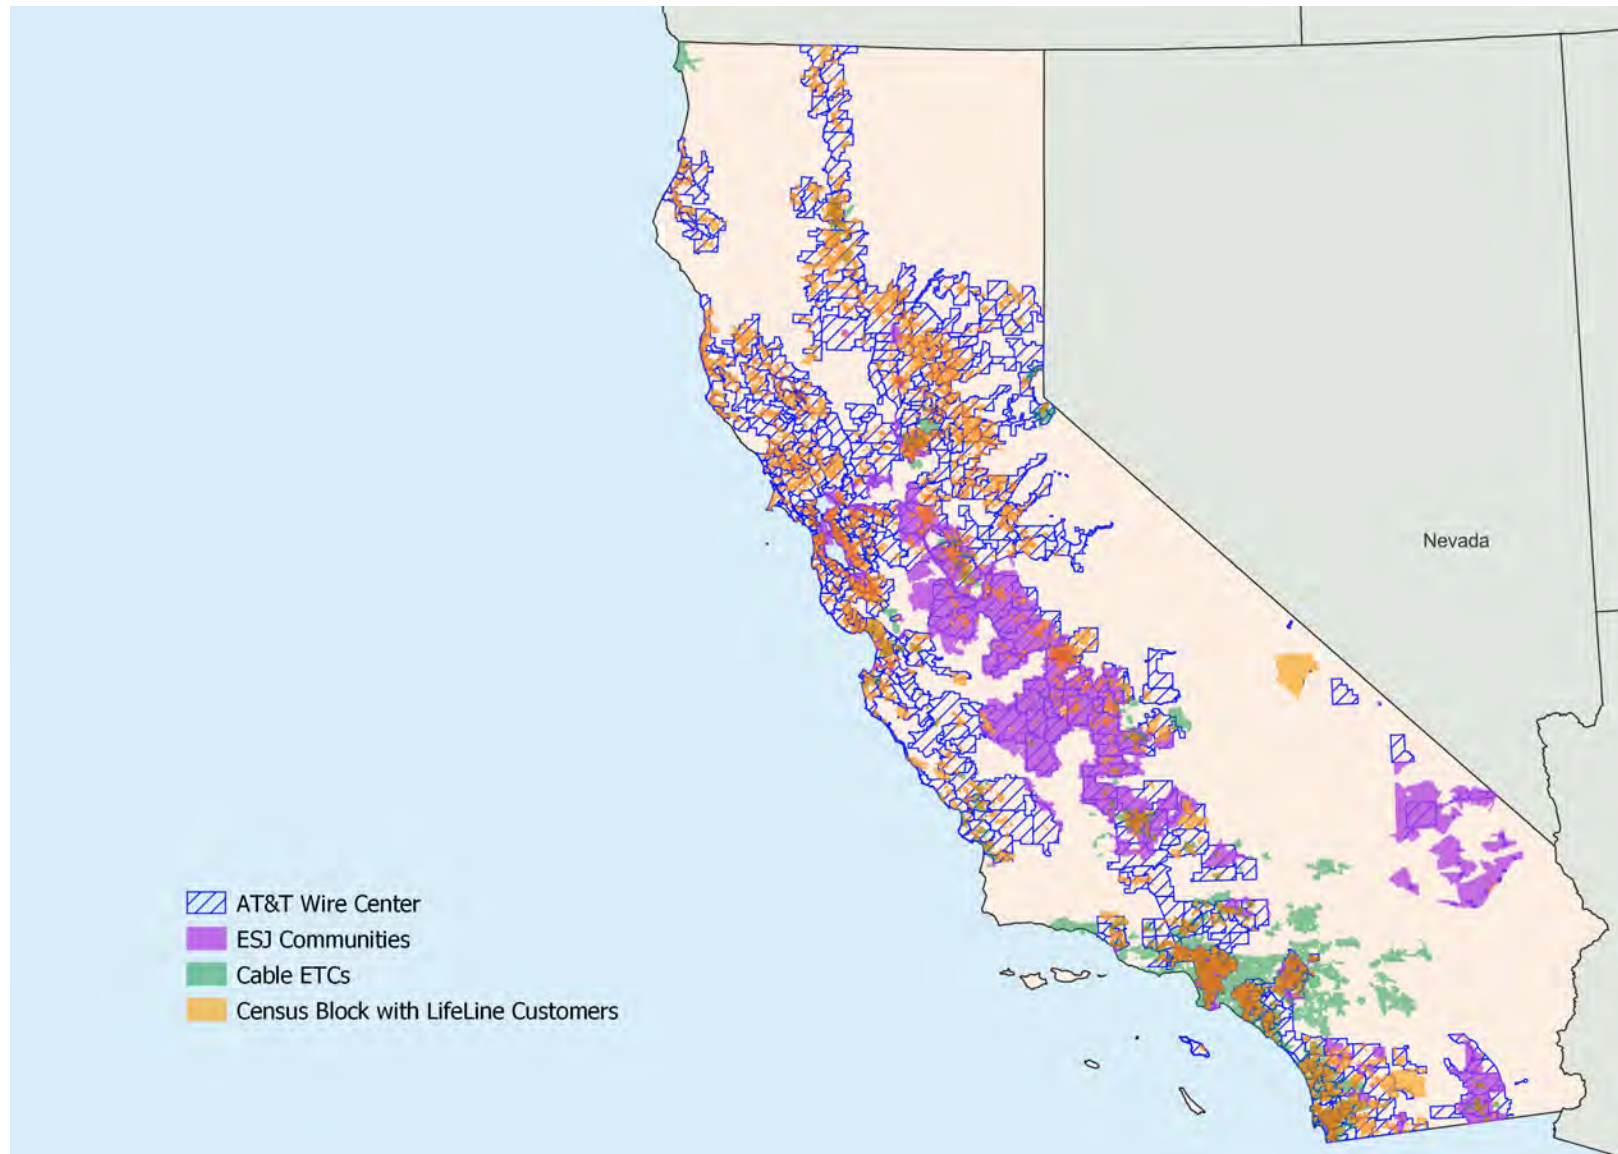 Nevada
AT&T Wire Center
ESJ Communities
Cable ETCs
Census Block with LifeLine Customers